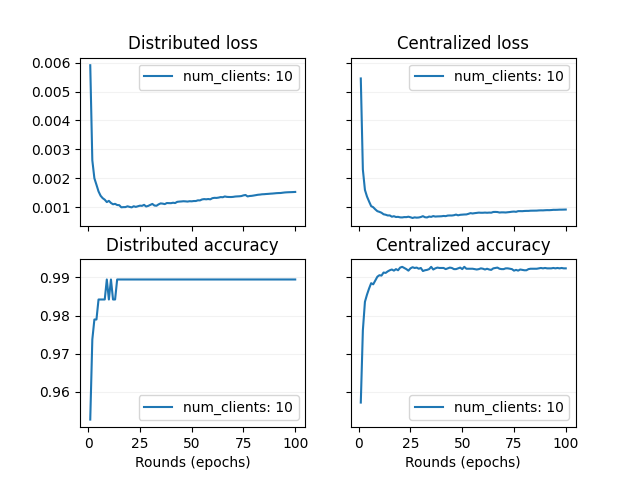 Distributed loss
Centralized loss
0.006
0.005
0.004
0.003
0.002
0.001
num_clients: 10
num_clients: 10
Distributed accuracy
Centralized accuracy
0.99
0.98
0.97
0.96
num_clients: 10
num_clients: 10
0 25 50 75 100
0 25 50 75 100
Rounds (epochs)
Rounds (epochs)